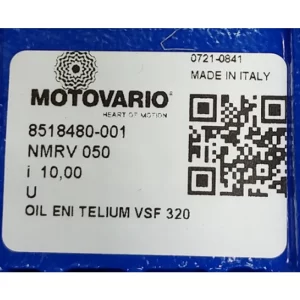 0721-0841
MADE IN ITALY
MOTOVARIO®
HEART OF MOTION
8518480-001
NMRV 050
i 10,00
U
OIL ENI TELIUM VSF 320